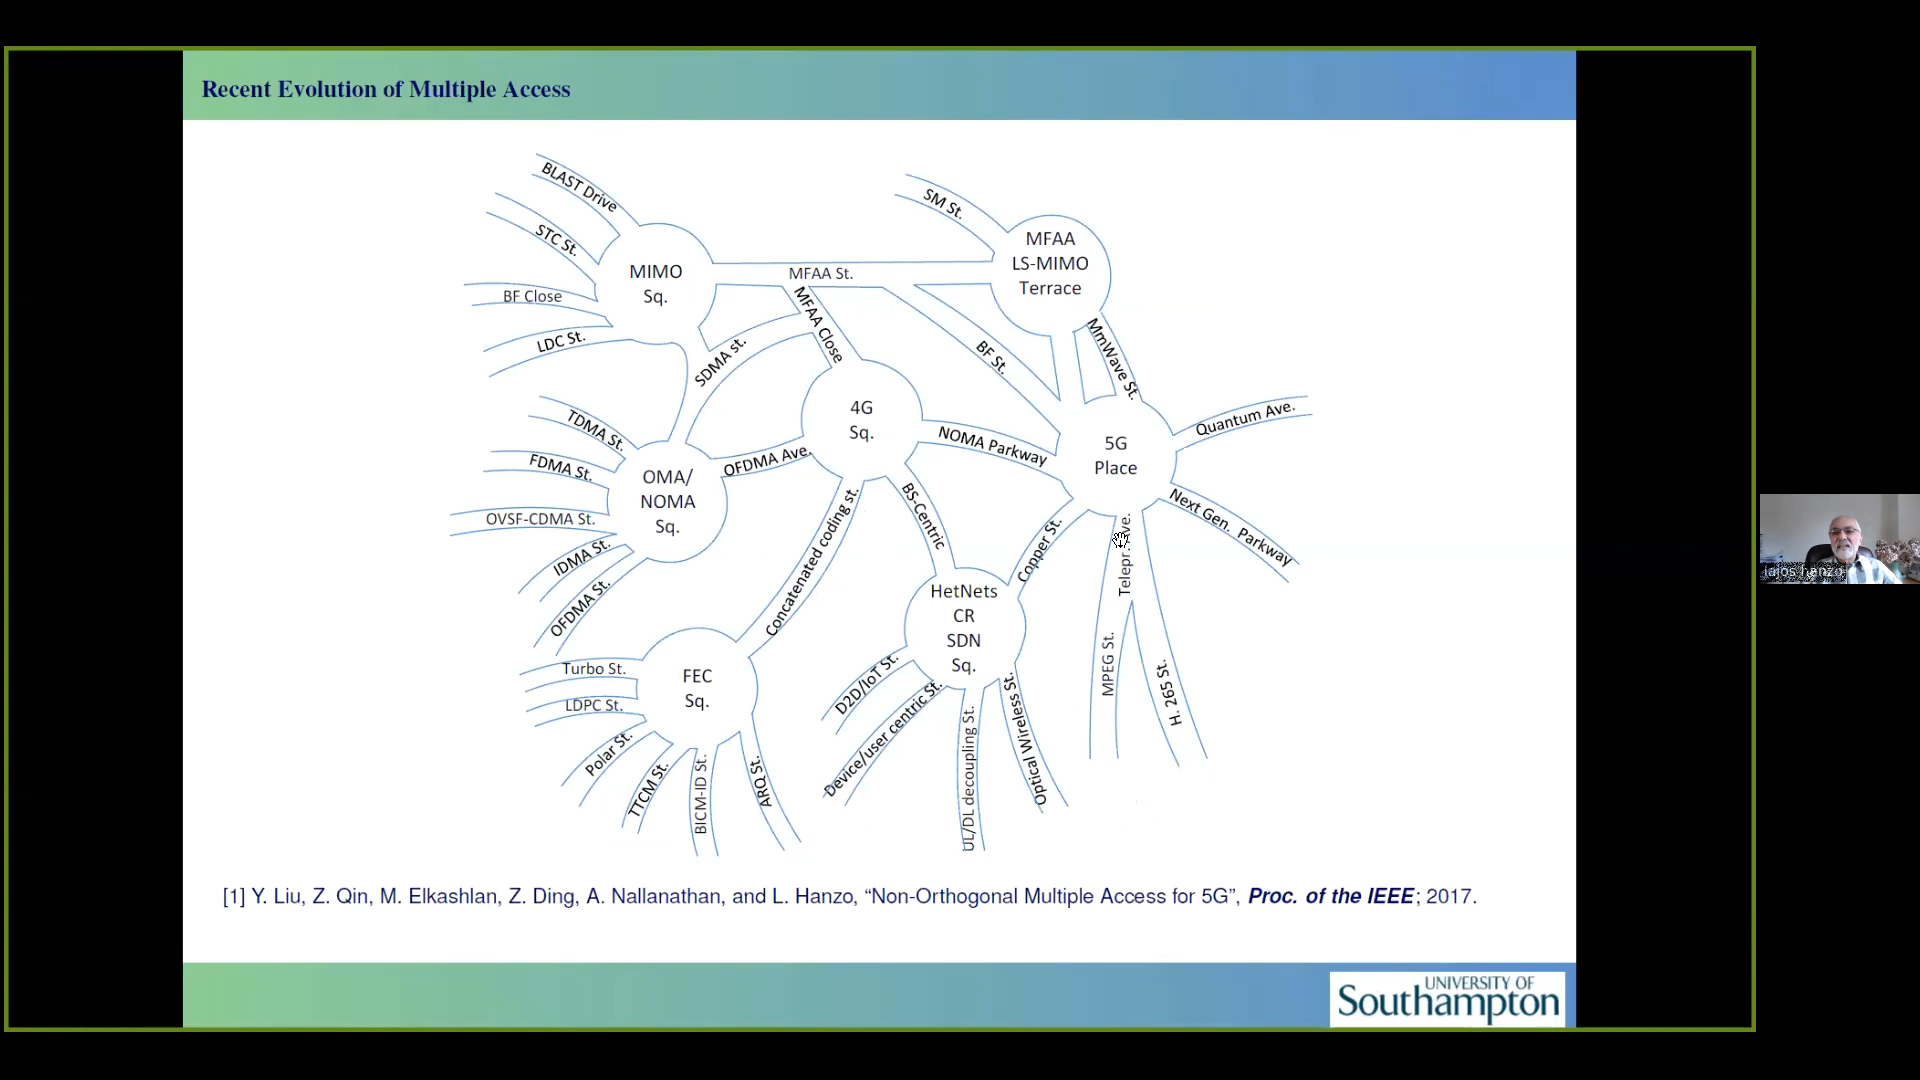 Recent Evolution of Multiple Access
BLAST Drive
STC St.
BF Close
LDC St.
MIMO
Sq.
MFAA St.
SM St.
MFAA
LS-MIMO
Terrace
MFAA Close
SDMA st.
BF St.
MmWave St.
TDMA St.
FDMA St.
OVSF-CDMA St.
IDMA St.
OFDMA St.
OMA/
NOMA
Sq.
OFDMA Ave.
4G
Sq.
NOMA Parkway
5G
Place
Quantum Ave.
Next Gen. Parkway
Concatenated coding st.
BS-Centric
Copper St.
Telepr. Ave.
MPEG St.
H. 265 St.
HetNets
CR
SDN
Sq.
D2D/IoT St.
Device/user centric St.
UL/DL decoupling St.
Optical Wireless St.
FEC
Sq.
Turbo St.
LDPC St.
Polar St.
TTCM St.
BICM-ID St.
ARQ St.
[1] Y. Liu, Z. Qin, M. Elkashlan, Z. Ding, A. Nallanathan, and L. Hanzo, “Non-Orthogonal Multiple Access for 5G”, Proc. of the IEEE; 2017.
UNIVERSITY OF
Southampton
lajos hanzo